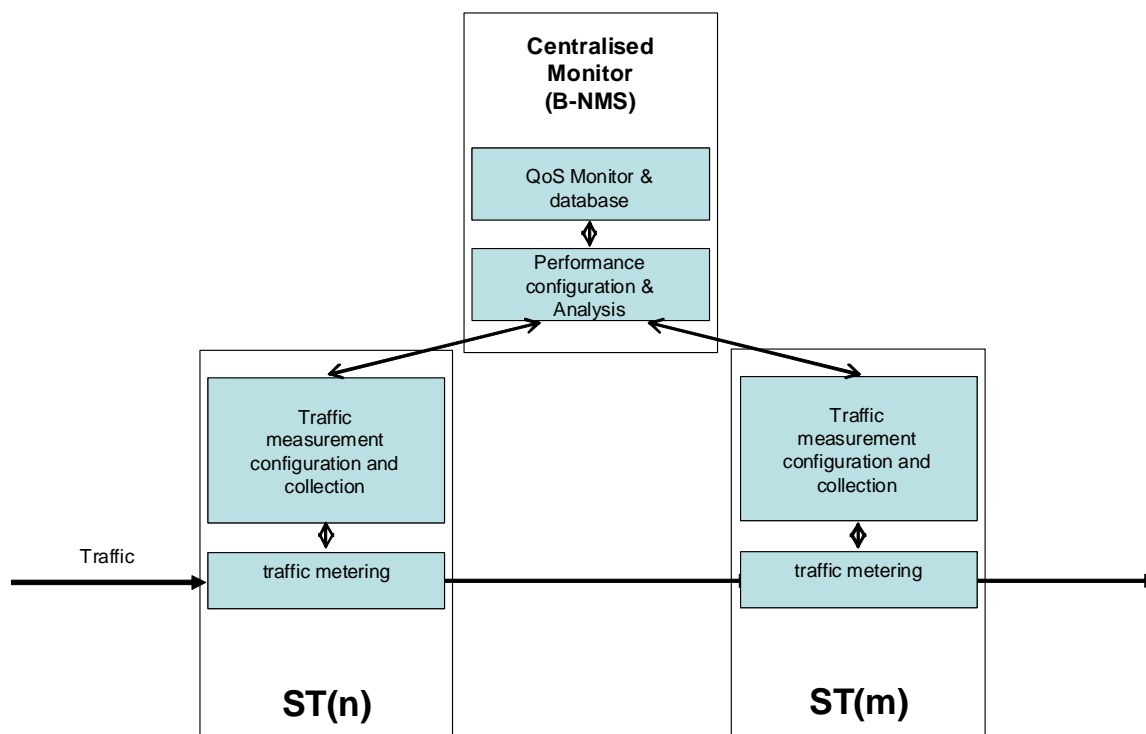 Centralised
Monitor
(B-NMS)
QoS Monitor &
database
Performance
configuration &
Analysis
Traffic
measurement
configuration and
collection
Traffic
measurement
configuration and
collection
Traffic
traffic metering
traffic metering
ST(n)
ST(m)